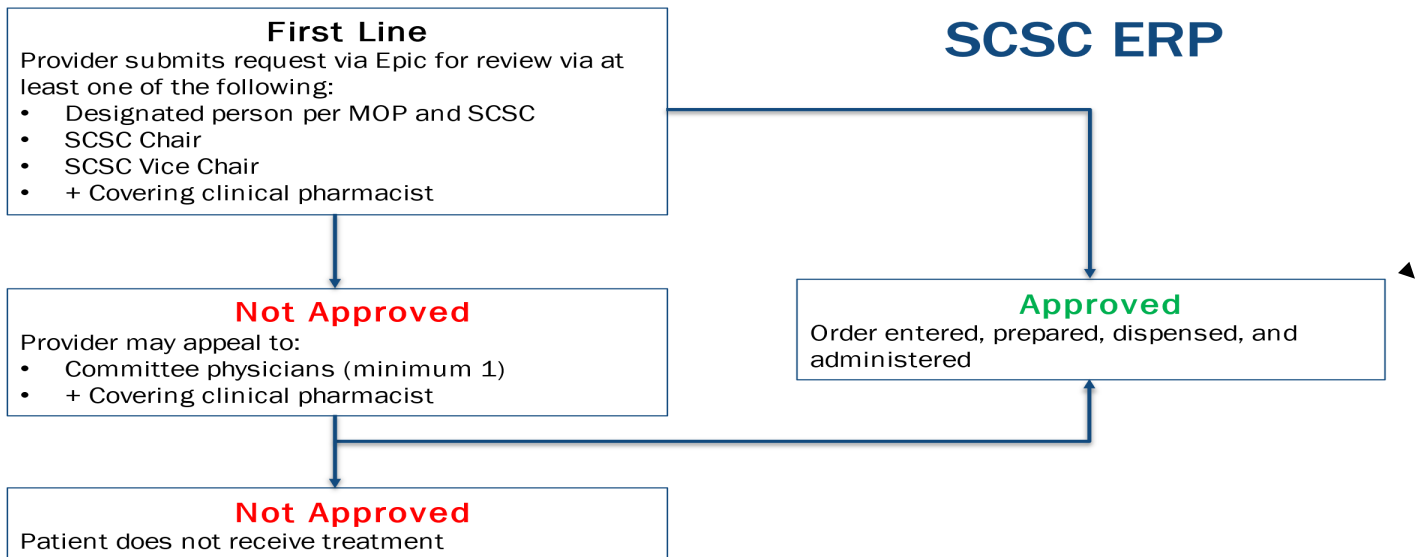 SCSC ERP
First Line
Provider submits request via Epic for review via at
least one of the following:
• Designated person per MOP and SCSC
• SCSC Chair
• SCSC Vice Chair
• + Covering clinical pharmacist
Not Approved
Provider may appeal to:
• Committee physicians (minimum 1)
• + Covering clinical pharmacist
Approved
Order entered, prepared, dispensed, and
administered
Not Approved
Patient does not receive treatment